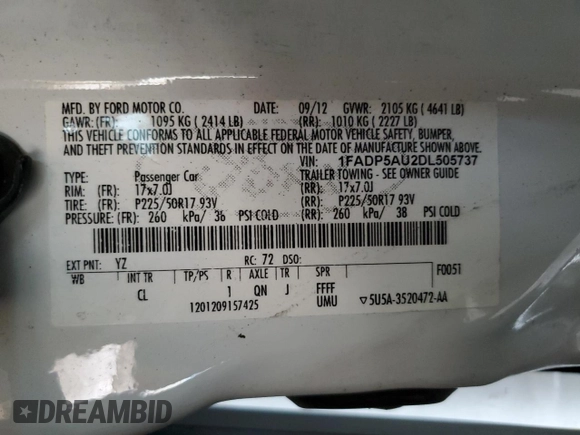 MFD. BY FORD MOTOR CO. DATE: 09/12 GVWR: 2105 KG ( 4641 LB)
GAWR: (FR): 1095 KG ( 2414 LB) (RR): 1010 KG ( 2227 LB)
THIS VEHICLE CONFORMS TO ALL APPLICABLE FEDERAL MOTOR VEHICLE SAFETY, BUMPER,
AND THEFT PREVENTION STANDARDS IN EFFECT ON THE DATE OF MANUFACTURE SHOWN ABOVE.
VIN: 1FADP5AU2DL505737
TYPE: Passenger Car TRAILER TOWING - SEE OWNER GUIDE
RIM: (FR) 17x7.0J (RR): 17x7.0J
TIRE: (FR) P225/50R17 93V (RR): P225/50R17 93V
PRESSURE: (FR) 260 kPa/ 36 PSI COLD (RR): 260 kPa/ 38 PSI COLD
EXT PNT: YZ RC: 72 DSO:
WB INT TR TP/PS R AXLE TR SPR F0051
CL 1 QN J FFFF
1201209157425 UMU ▽5U5A-3520472-AA
DREAMBID